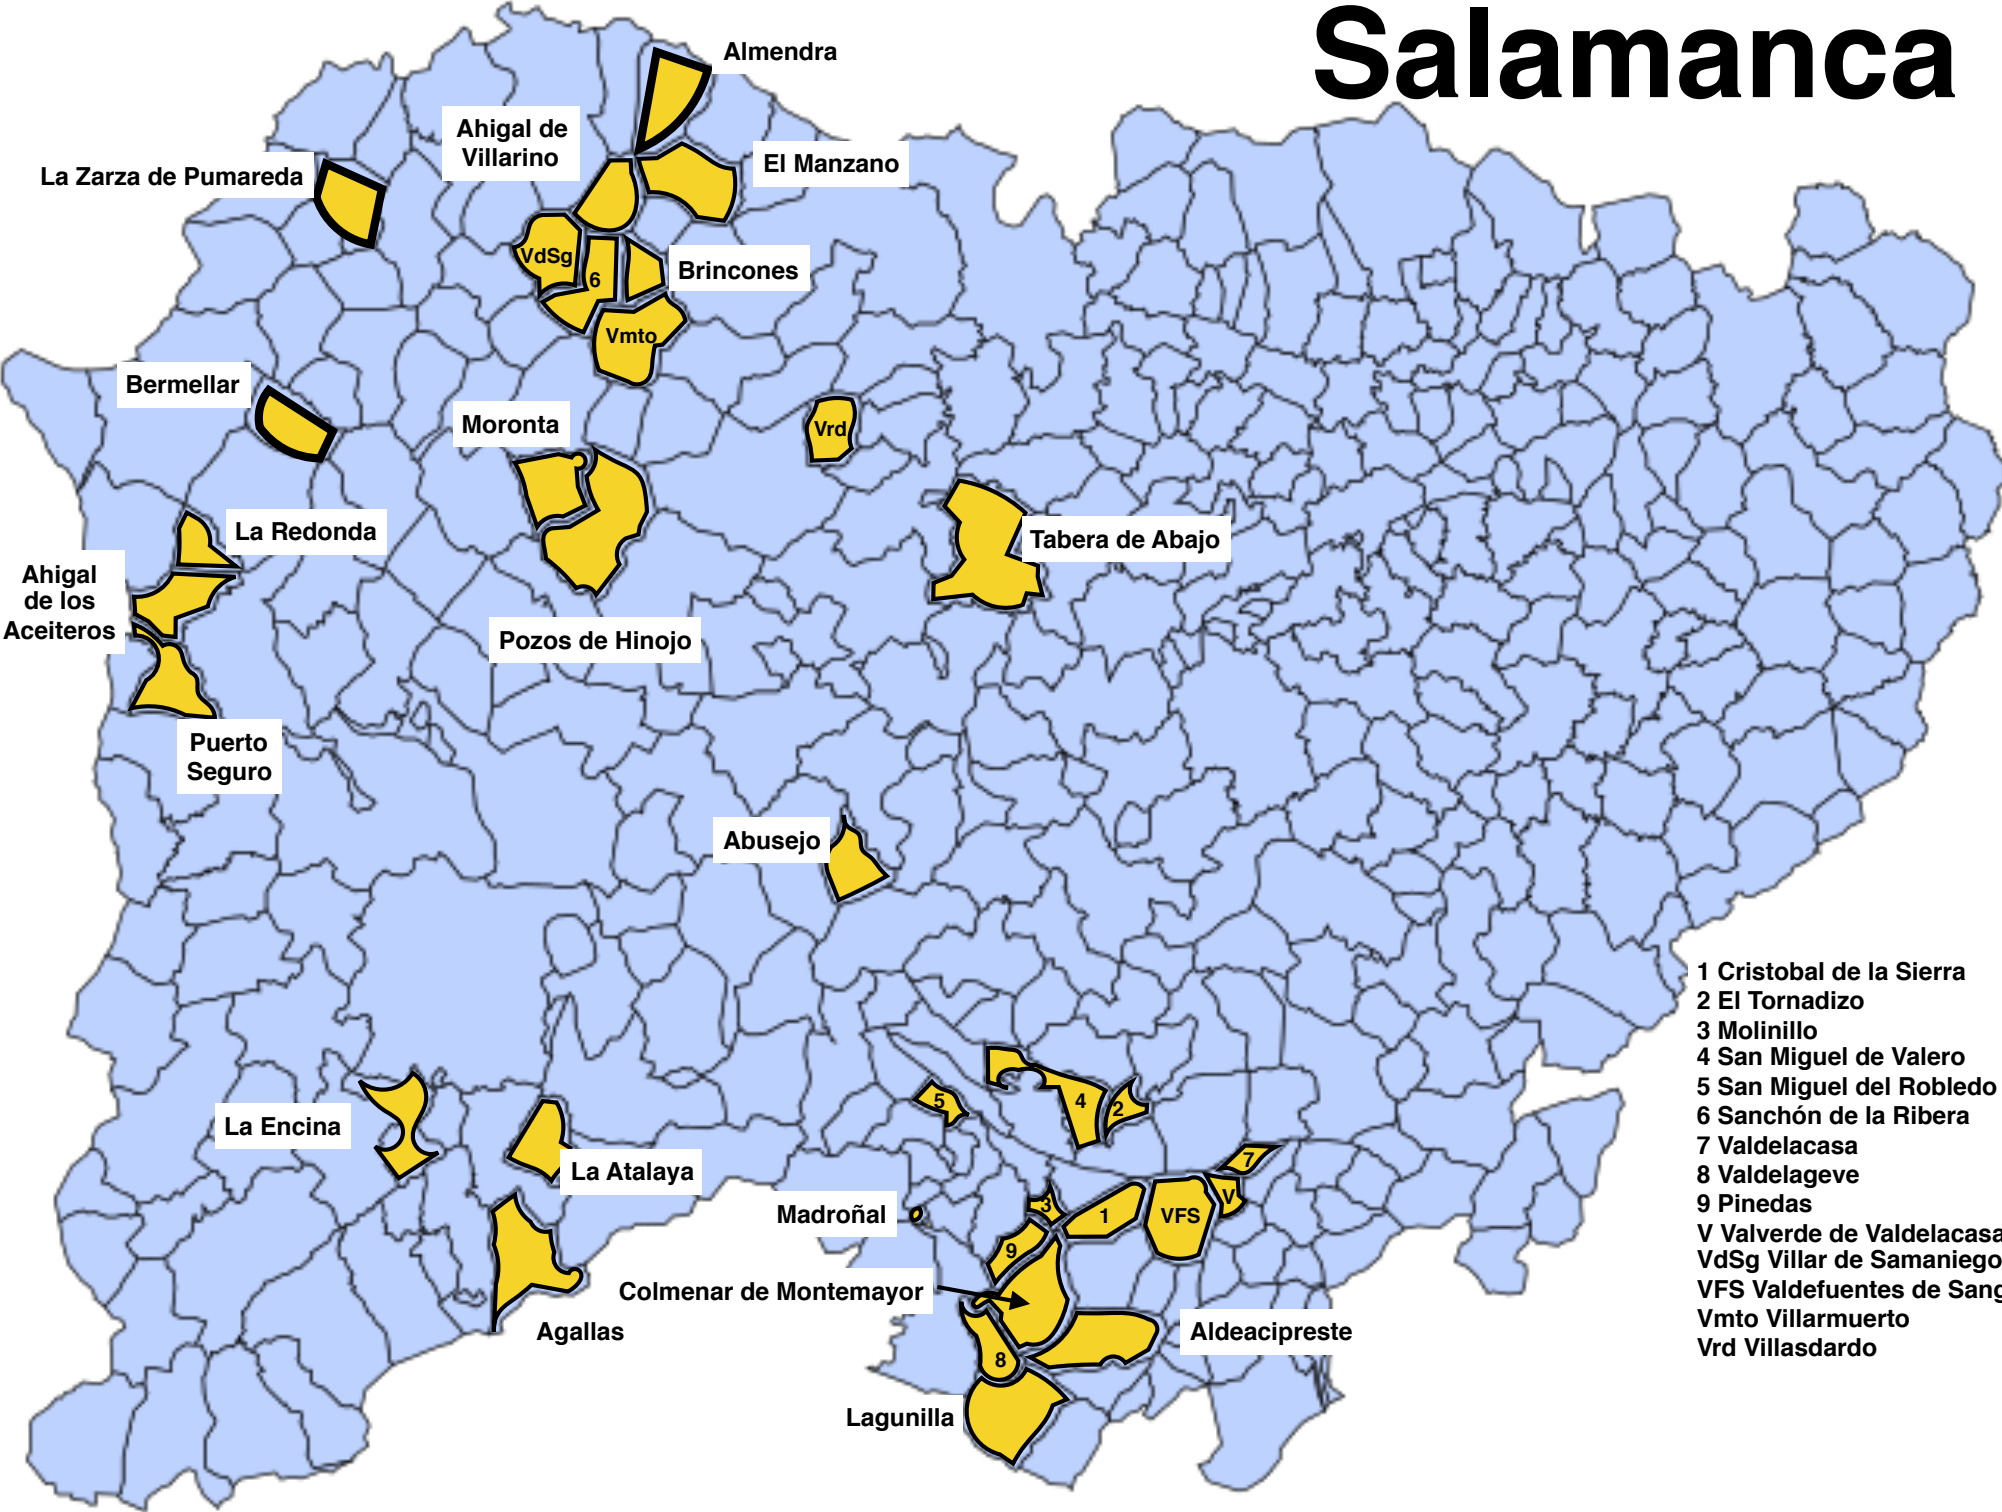 Salamanca
Almendra
Ahigal de
Villarino
El Manzano
La Zarza de Pumareda
VdSg
6
Brincones
Vmto
Bermellar
Moronta
Vrd
La Redonda
Tabera de Abajo
Ahigal
de los
Aceiteros
Pozos de Hinojo
Puerto
Seguro
Abusejo
1 Cristobal de la Sierra
2 El Tornadizo
3 Molinillo
4 San Miguel de Valero
5 San Miguel del Robledo
6 Sanchón de la Ribera
7 Valdelacasa
8 Valdelageve
9 Pinedas
V Valverde de Valdelacasa
VdSg Villar de Samaniego
VFS Valdefuentes de Sang
Vmto Villarmuerto
Vrd Villasdardo
La Encina
5
4
2
La Atalaya
7
Madroñal
3
1
VFS
V
9
Colmenar de Montemayor
Agallas
Aldeacipreste
8
Lagunilla